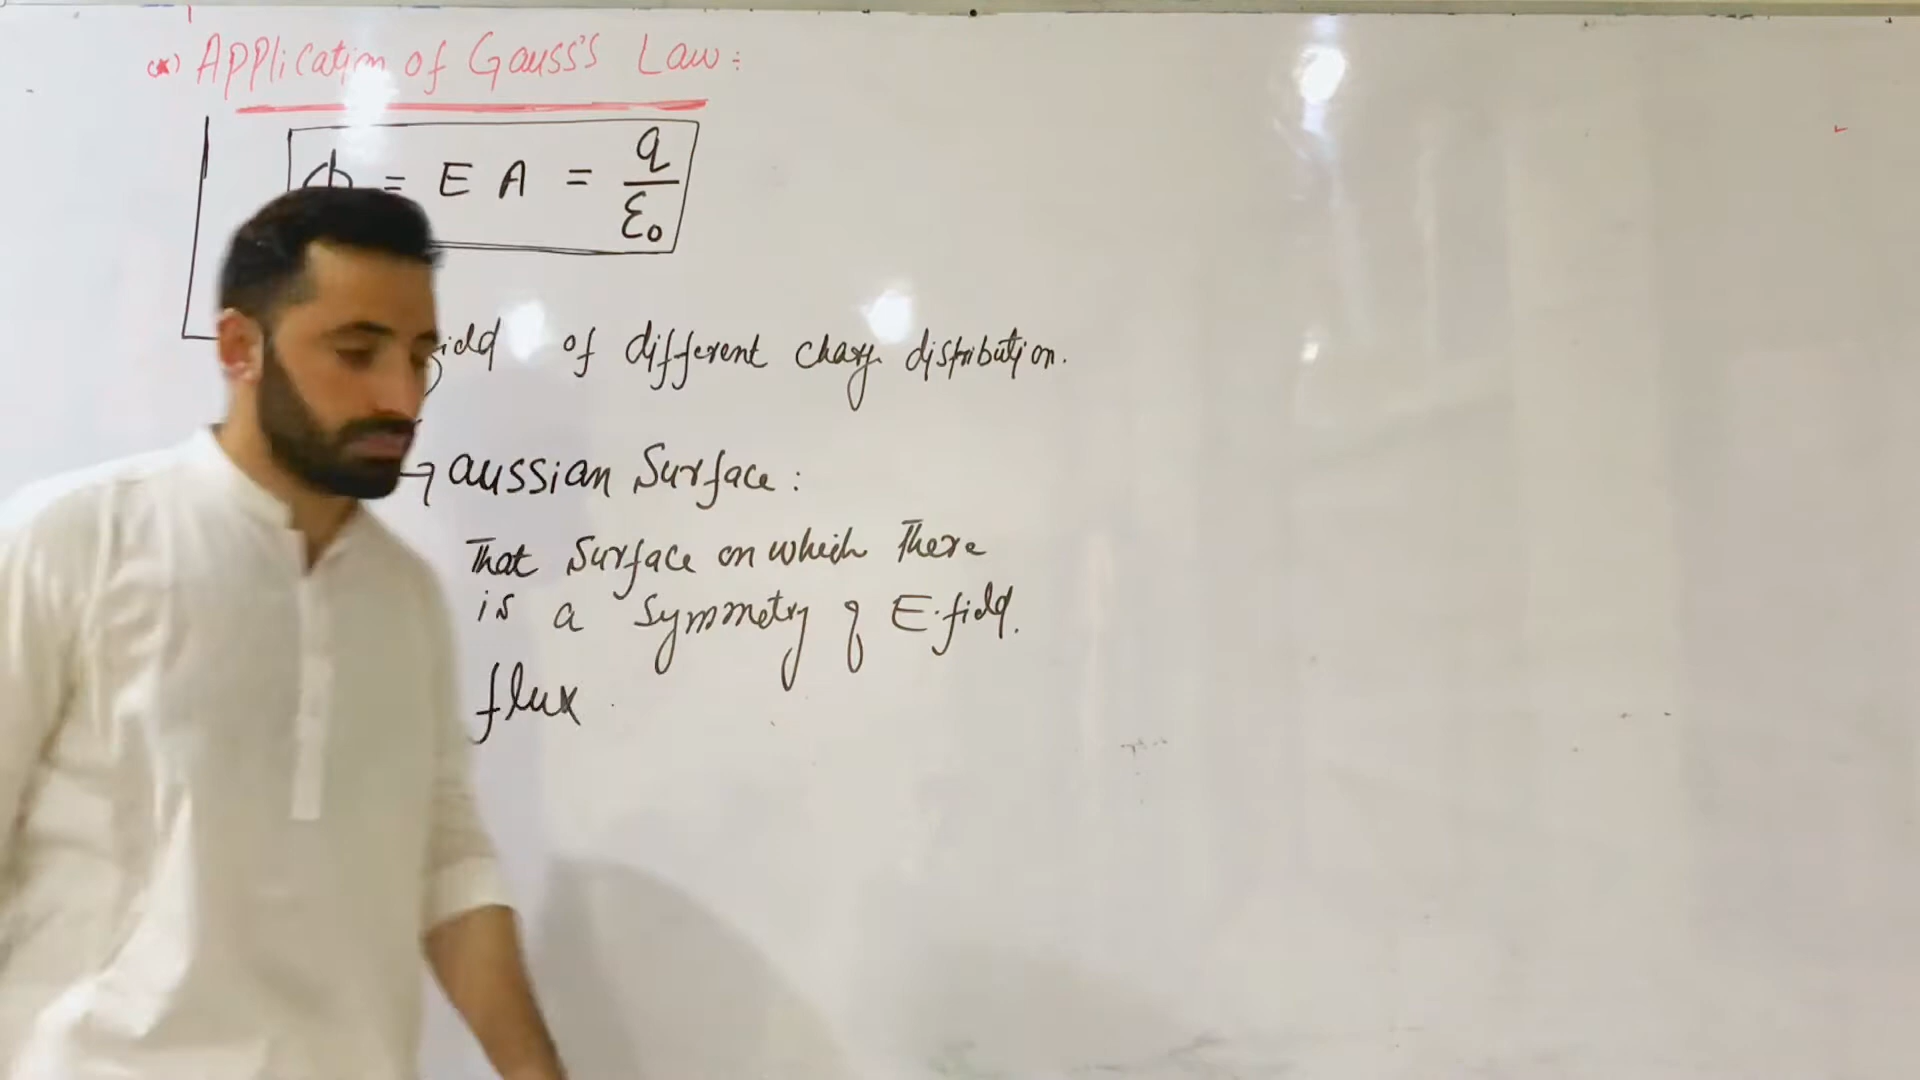 (*) Application of Gauss's Law:
ϕ = E A = q/ε₀
ield of different charge distribution.
aussian Surface:
That Surface on which There
is a Symmetry of E.field.
flux